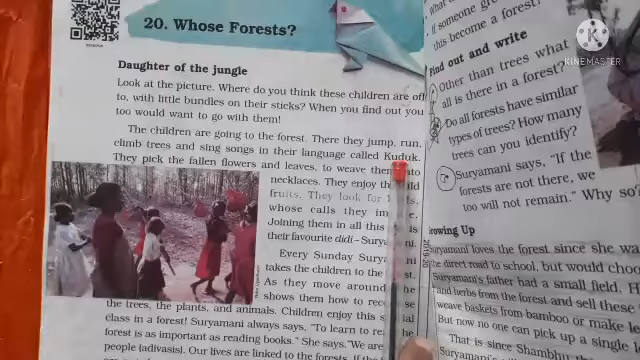 20. Whose Forests?
Daughter of the jungle
Look at the picture. Where do you think these children are off
to, with little bundles on their sticks? When you find out you
too would want to go with them!
The children are going to the forest. There they jump, run,
climb trees and sing songs in their language called Kuduk.
They pick the fallen flowers and leaves, to weave them into
necklaces. They enjoy the
fruits. They look for
whose calls they
Joining them in all this is
their favourite didi –
Every Sunday
takes the children to the
As they move around
shows them how to
the trees, the plants, and animals. Children enjoy this
class in a forest! Suryamani always says, "To learn to
forest is as important as reading books." She says, "We are
people (adivasis). Our lives are linked to the forests. If the
What
If someone
this become a forest?
Find out and write
Other than trees what
all is there in a forest?
Do all forests have similar
types of trees? How many
trees can you identify?
Suryamani says, "If the
forests are not there, we
too will not remain." Why so?
Growing Up
Suryamani loves the forest since she
the direct road to school, but would
Suryamani's father had a small field.
and herbs from the forest and sell these
weave baskets from bamboo or make
But now no one can pick up a single
That is since Shambhu
Suryamani's
2019-20
KINEMASTER